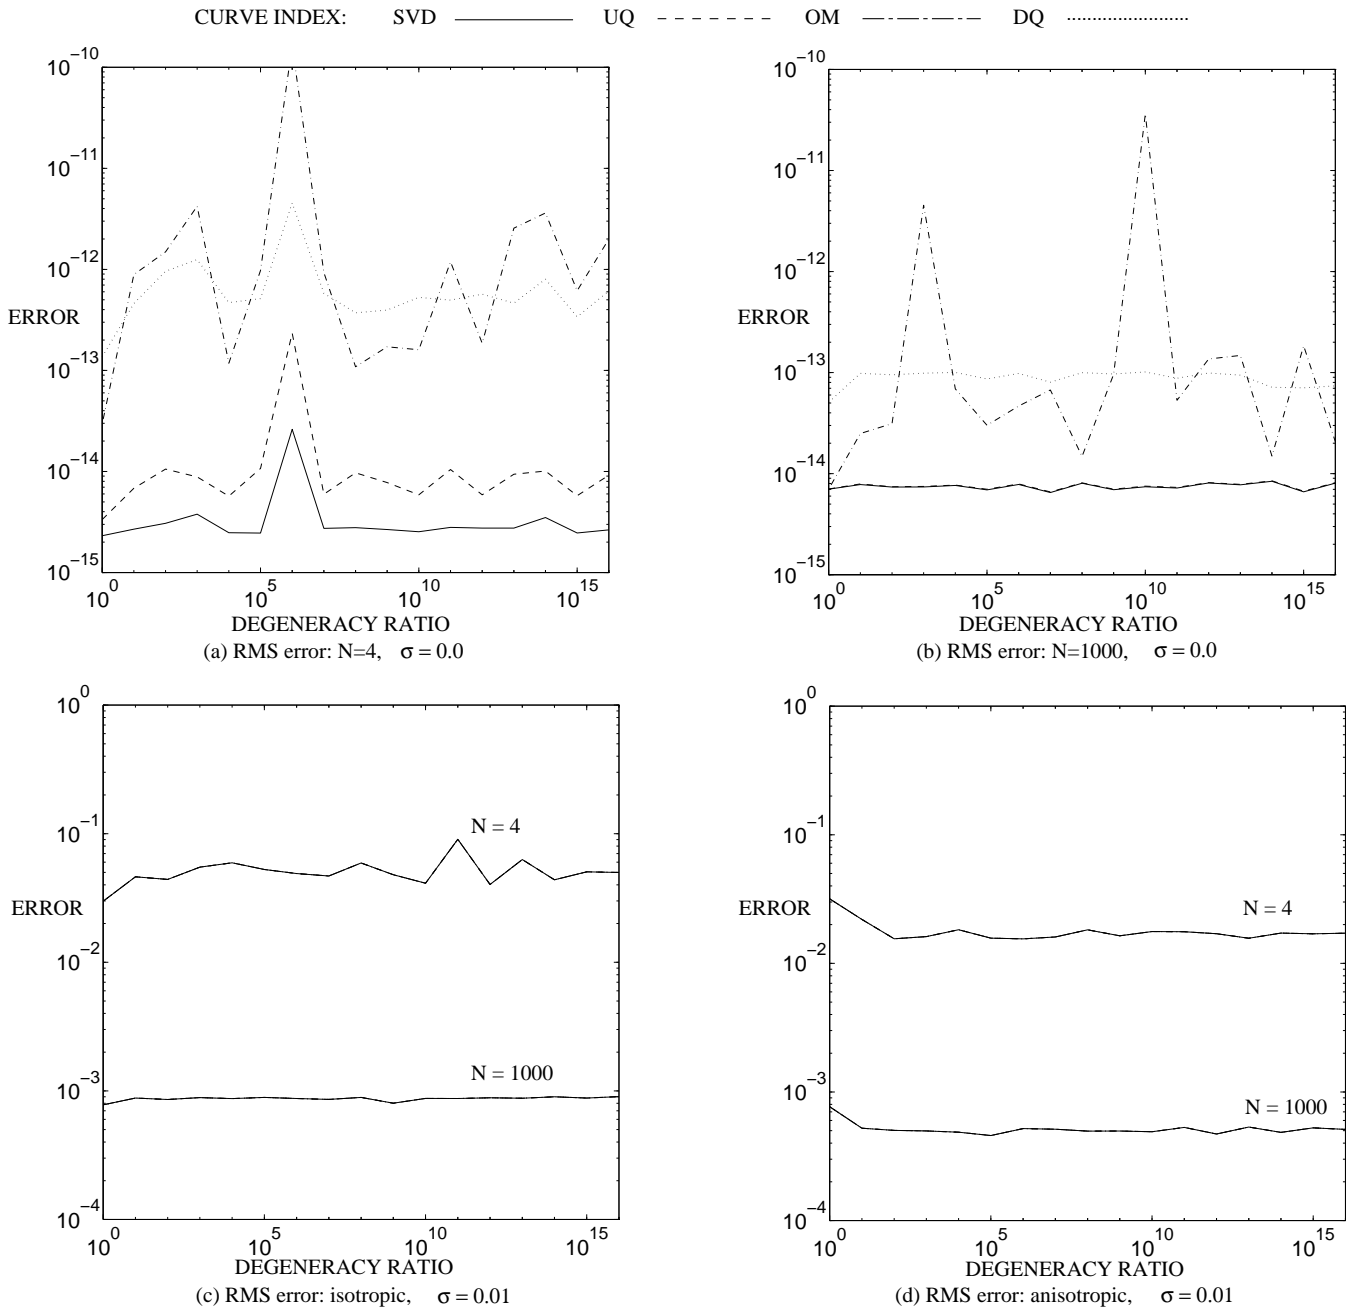 CURVE INDEX: SVD UQ OM DQ
10^-10
10^-11
10^-12
ERROR
10^-13
10^-14
10^-15
10^0 10^5 10^10 10^15
DEGENERACY RATIO
(a) RMS error: N=4, σ = 0.0
10^-10
10^-11
10^-12
ERROR
10^-13
10^-14
10^-15
10^0 10^5 10^10 10^15
DEGENERACY RATIO
(b) RMS error: N=1000, σ = 0.0
10^0
10^-1
N = 4
ERROR
10^-2
10^-3
N = 1000
10^-4
10^0 10^5 10^10 10^15
DEGENERACY RATIO
(c) RMS error: isotropic, σ = 0.01
10^0
10^-1
ERROR
N = 4
10^-2
10^-3
N = 1000
10^-4
10^0 10^5 10^10 10^15
DEGENERACY RATIO
(d) RMS error: anisotropic, σ = 0.01